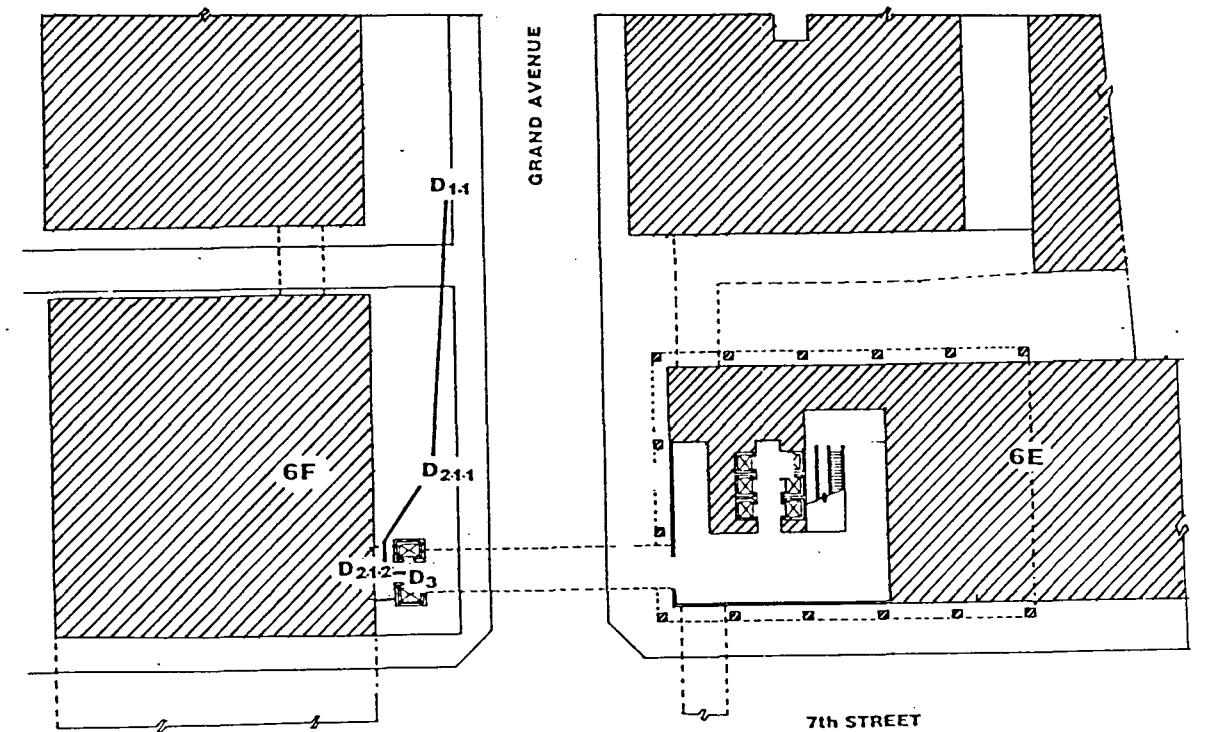 GRAND AVENUE
D1·1
6F
D2·1·1
6E
D2·1·2
D3
7th STREET